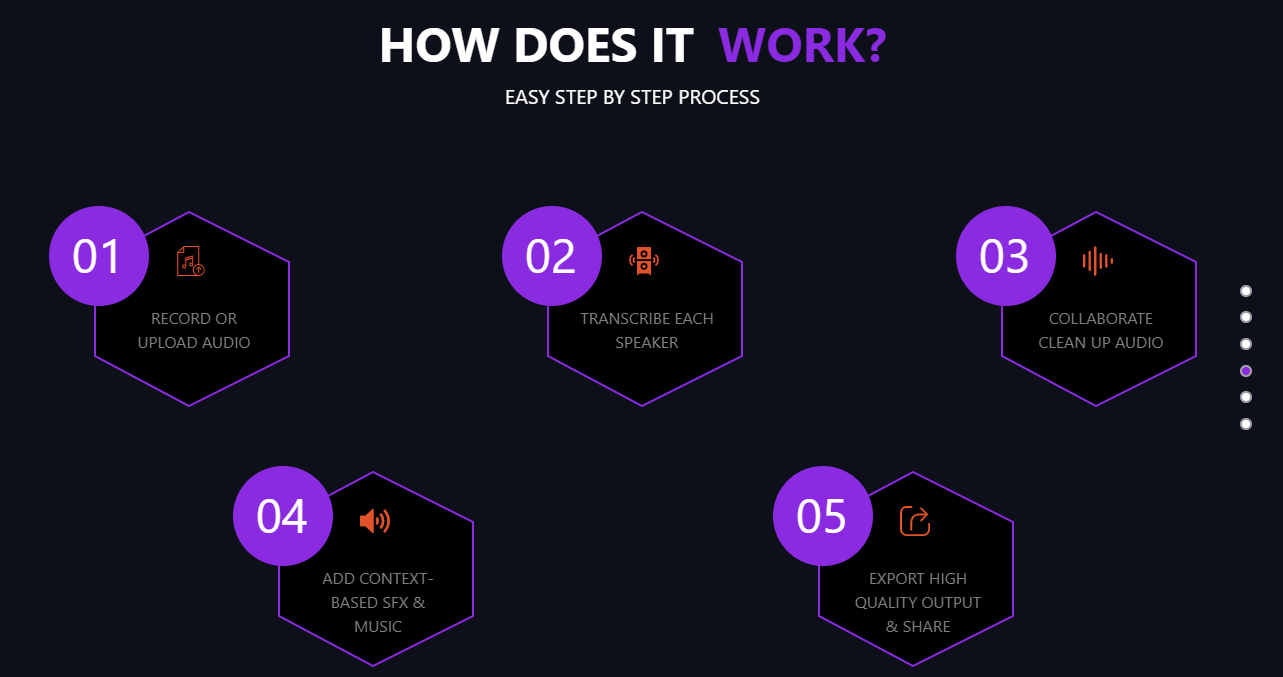 HOW DOES IT WORK?
EASY STEP BY STEP PROCESS
01
RECORD OR
UPLOAD AUDIO
02
TRANSCRIBE EACH
SPEAKER
03
COLLABORATE
CLEAN UP AUDIO
04
ADD CONTEXT-
BASED SFX &
MUSIC
05
EXPORT HIGH
QUALITY OUTPUT
& SHARE